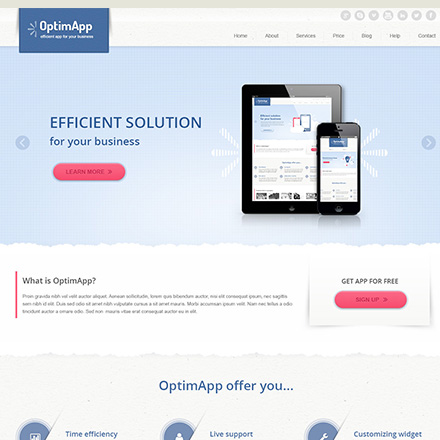 OptimApp
efficient app for your business
Home About Services Price Blog Help Contact
EFFICIENT SOLUTION
for your business
LEARN MORE >
What is OptimApp?
Proin gravida nibh vel velit auctor aliquet. Aenean sollicitudin, lorem quis bibendum auctor, nisi elit consequat ipsum, nec sagittis
sem nibh id elit. Duis sed odio sit amet nibh vulputate cursus a sit amet mauris. Morbi accumsan ipsum velit. Nam nec tellus a odio
tincidunt auctor a ornare odio. Sed non mauris vitae erat consequat auctor eu in elit.
GET APP FOR FREE
SIGN UP >
OptimApp offer you...
Time efficiency
Live support
Customizing widget